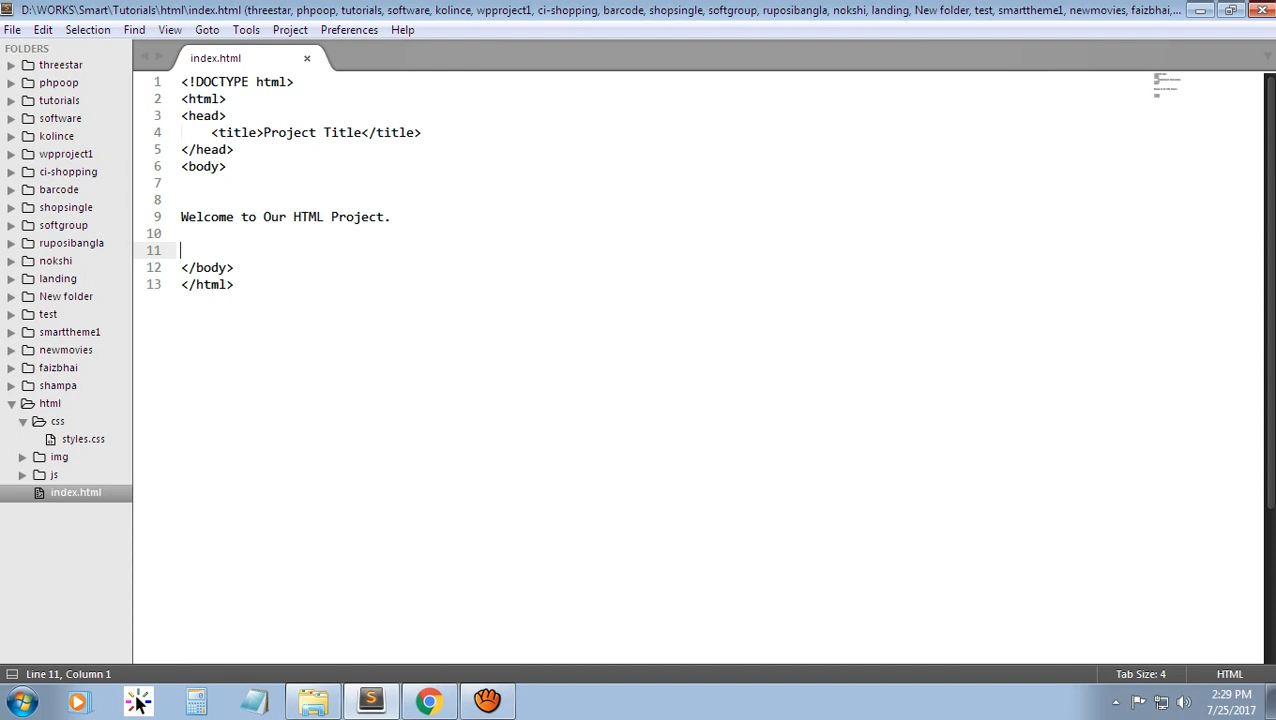 D:\WORKS\Smart\Tutorials\html\index.html (threestar, phpoop, tutorials, software, kolince, wpproject1, ci-shopping, barcode, shopsingle, softgroup, ruposibangla, nokshi, landing, New folder, test, smarttheme1, newmovies, faizbhai,...
File Edit Selection Find View Goto Tools Project Preferences Help
FOLDERS
threestar
phpoop
tutorials
software
kolince
wpproject1
ci-shopping
barcode
shopsingle
softgroup
ruposibangla
nokshi
landing
New folder
test
smarttheme1
newmovies
faizbhai
shampa
html
css
styles.css
img
js
index.html
index.html
1 <!DOCTYPE html>
2 <html>
3 <head>
4 <title>Project Title</title>
5 </head>
6 <body>
7
8
9 Welcome to Our HTML Project.
10
11
12 </body>
13 </html>
Line 11, Column 1
Tab Size: 4
HTML
2:29 PM
7/25/2017